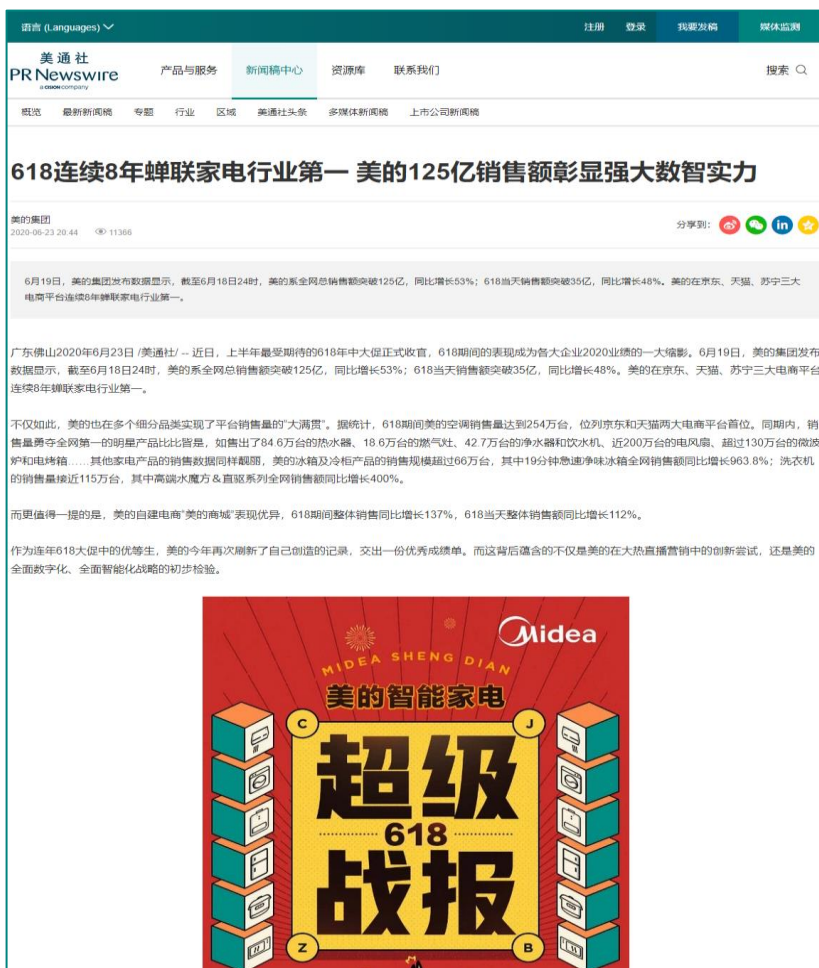 语言 (Languages)
注册 登录 我要发稿 媒体监测
美通社
PR Newswire
a CISION company
产品与服务 新闻稿中心 资源库 联系我们
搜索
概览 最新新闻稿 专题 行业 区域 美通社头条 多媒体新闻稿 上市公司新闻稿
618连续8年蝉联家电行业第一 美的125亿销售额彰显强大数智实力
美的集团
2020-06-23 20:44 11366
分享到:
6月19日，美的集团发布数据显示，截至6月18日24时，美的系全网总销售额突破125亿，同比增长53%；618当天销售额突破35亿，同比增长48%。美的在京东、天猫、苏宁三大
电商平台连续8年蝉联家电行业第一。
广东佛山2020年6月23日 /美通社/ -- 近日，上半年最受期待的618年中大促正式收官，618期间的表现成为各大企业2020业绩的一大缩影。6月19日，美的集团发布
数据显示，截至6月18日24时，美的系全网总销售额突破125亿，同比增长53%；618当天销售额突破35亿，同比增长48%。美的在京东、天猫、苏宁三大电商平台
连续8年蝉联家电行业第一。
不仅如此，美的也在多个细分品类实现了平台销售量的"大满贯"。据统计，618期间美的空调销售量达到254万台，位列京东和天猫两大电商平台首位。同期内，销
售量勇夺全网第一的明星产品比比皆是，如售出了84.6万台的热水器、18.6万台的燃气灶、42.7万台的净水器和饮水机、近200万台的电风扇、超过130万台的微波
炉和电烤箱……其他家电产品的销售数据同样靓丽，美的冰箱及冷柜产品的销售规模超过66万台，其中19分钟急速净味冰箱全网销售额同比增长963.8%；洗衣机
的销售量接近115万台，其中高端水魔方＆直驱系列全网销售额同比增长400%。
而更值得一提的是，美的自建电商"美的商城"表现优异，618期间整体销售同比增长137%，618当天整体销售额同比增长112%。
作为连年618大促中的优等生，美的今年再次刷新了自己创造的记录，交出一份优秀成绩单。而这背后蕴含的不仅是美的在大热直播营销中的创新尝试，还是美的
全面数字化、全面智能化战略的初步检验。
Midea
MIDEA SHENG DIAN
美的智能家电
C J
超级
618
战报
Z B